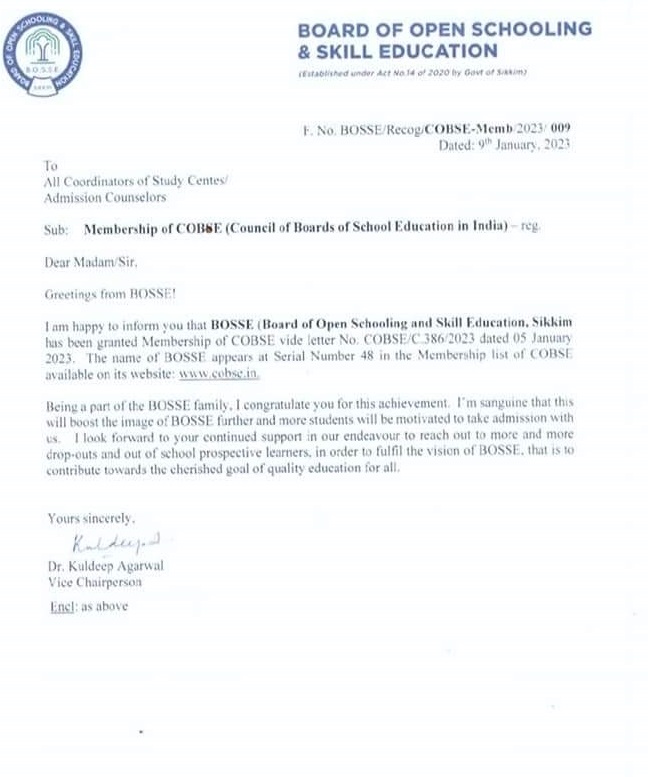 BOARD OF OPEN SCHOOLING & SKILL EDUCATION
B.O.S.S.E
SIKKIM
BOARD OF OPEN SCHOOLING
& SKILL EDUCATION
(Established under Act No.14 of 2020 by Govt of Sikkim)
F. No. BOSSE/Recog/COBSE-Memb/2023/ 009
Dated: 9th January, 2023
To
All Coordinators of Study Centes/
Admission Counselors
Sub: Membership of COBSE (Council of Boards of School Education in India) – reg.
Dear Madam/Sir,
Greetings from BOSSE!
I am happy to inform you that BOSSE (Board of Open Schooling and Skill Education, Sikkim
has been granted Membership of COBSE vide letter No. COBSE/C.386/2023 dated 05 January
2023. The name of BOSSE appears at Serial Number 48 in the Membership list of COBSE
available on its website: www.cobse.in.
Being a part of the BOSSE family, I congratulate you for this achievement. I'm sanguine that this
will boost the image of BOSSE further and more students will be motivated to take admission with
us. I look forward to your continued support in our endeavour to reach out to more and more
drop-outs and out of school prospective learners, in order to fulfil the vision of BOSSE, that is to
contribute towards the cherished goal of quality education for all.
Yours sincerely,
Kuldeep
Dr. Kuldeep Agarwal
Vice Chairperson
Encl: as above